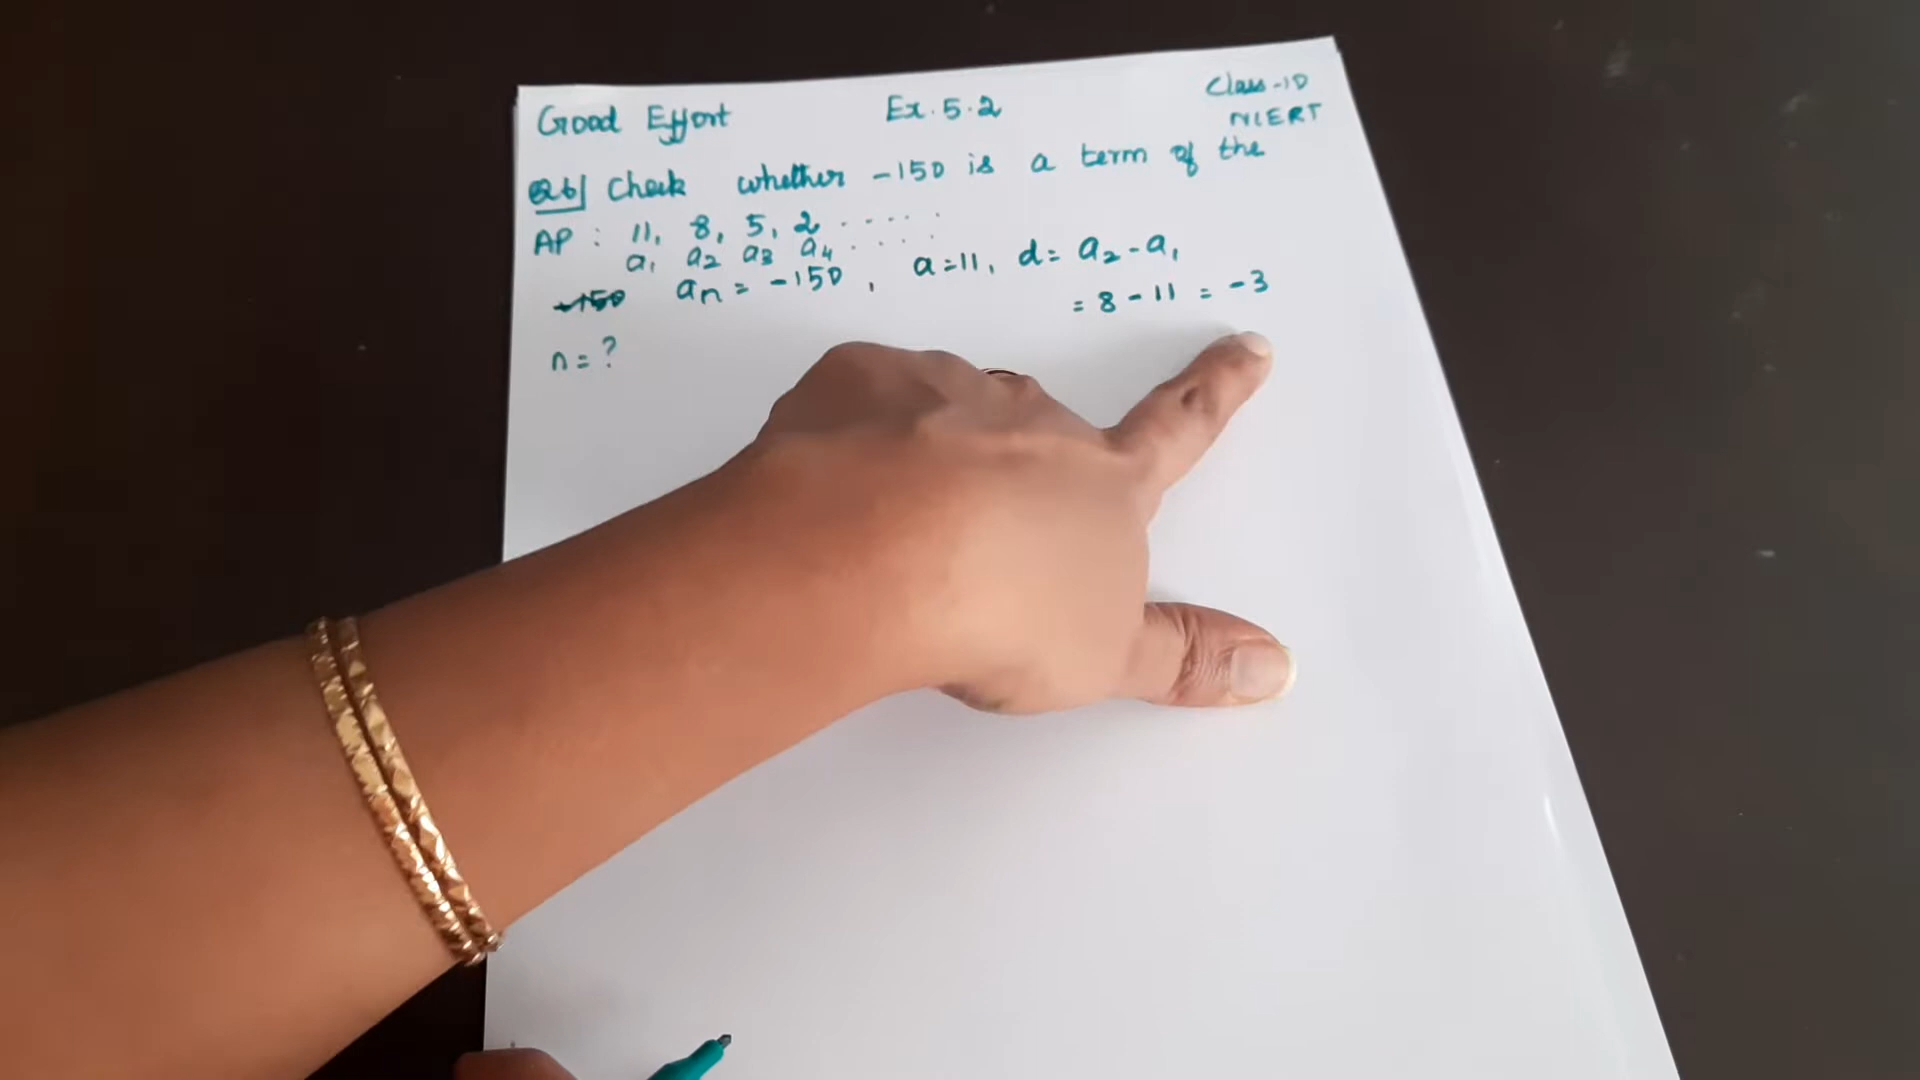 Good Effort Ex. 5.2 Class-10
NCERT
Q6] Check whether -150 is a term of the
AP : 11, 8, 5, 2 .......
a₁ a₂ a₃ a₄ .....
-150 aₙ = -150, a=11, d= a₂-a₁
= 8-11 = -3
n = ?